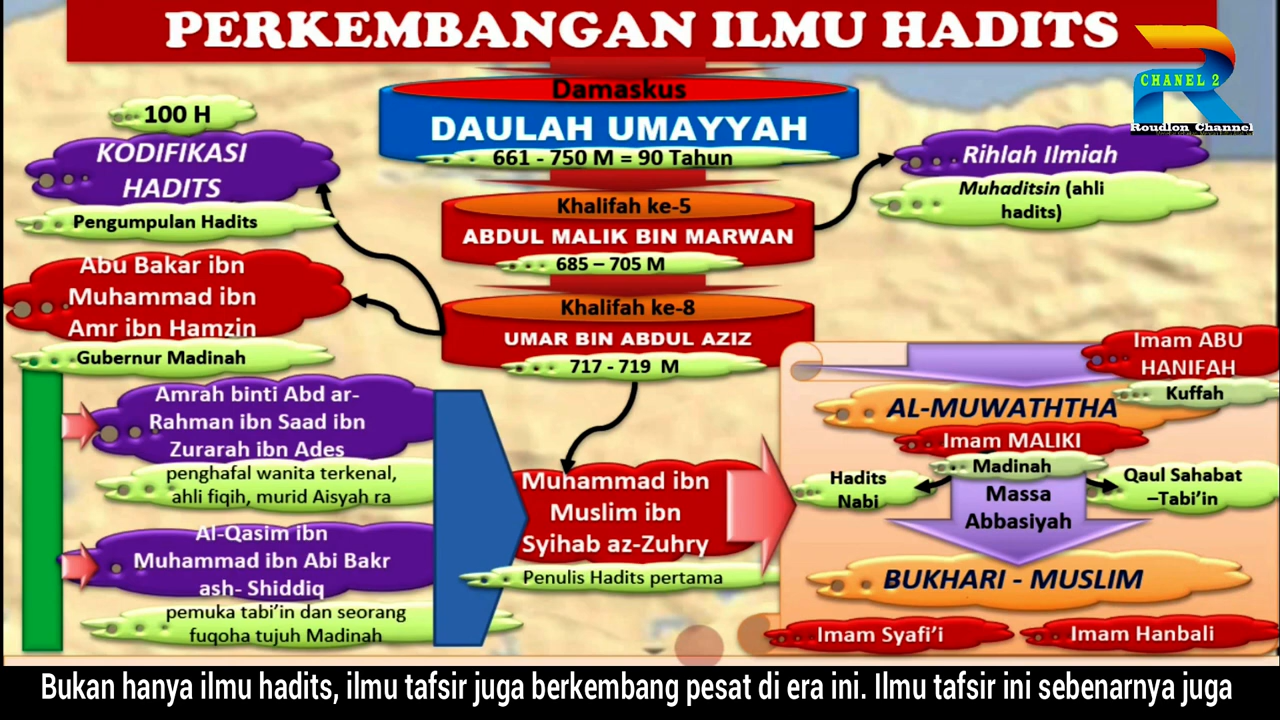 PERKEMBANGAN ILMU HADITS
CHANEL 2
Roudlon Channel
Damaskus
DAULAH UMAYYAH
661 - 750 M = 90 Tahun
100 H
KODIFIKASI
HADITS
Pengumpulan Hadits
Khalifah ke-5
ABDUL MALIK BIN MARWAN
685 – 705 M
Rihlah Ilmiah
Muhaditsin (ahli
hadits)
Abu Bakar ibn
Muhammad ibn
Amr ibn Hamzin
Gubernur Madinah
Khalifah ke-8
UMAR BIN ABDUL AZIZ
717 - 719 M
Amrah binti Abd ar-
Rahman ibn Saad ibn
Zurarah ibn Ades
penghafal wanita terkenal,
ahli fiqih, murid Aisyah ra
Al-Qasim ibn
Muhammad ibn Abi Bakr
ash- Shiddiq
pemuka tabi'in dan seorang
fuqoha tujuh Madinah
Muhammad ibn
Muslim ibn
Syihab az-Zuhry
Penulis Hadits pertama
Imam ABU
HANIFAH
Kuffah
AL-MUWATHTHA
Imam MALIKI
Madinah
Hadits
Nabi
Qaul Sahabat
–Tabi'in
Massa
Abbasiyah
BUKHARI - MUSLIM
Imam Syafi'i
Imam Hanbali
Bukan hanya ilmu hadits, ilmu tafsir juga berkembang pesat di era ini. Ilmu tafsir ini sebenarnya juga